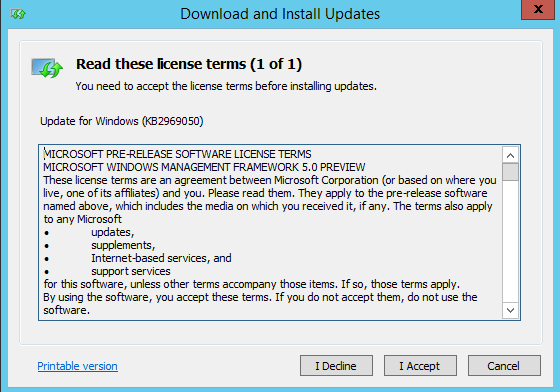 Download and Install Updates
x
Read these license terms (1 of 1)
You need to accept the license terms before installing updates.
Update for Windows (KB2969050)
MICROSOFT PRE-RELEASE SOFTWARE LICENSE TERMS
MICROSOFT WINDOWS MANAGEMENT FRAMEWORK 5.0 PREVIEW
These license terms are an agreement between Microsoft Corporation (or based on where you
live, one of its affiliates) and you. Please read them. They apply to the pre-release software
named above, which includes the media on which you received it, if any. The terms also apply
to any Microsoft
• updates,
• supplements,
• Internet-based services, and
• support services
for this software, unless other terms accompany those items. If so, those terms apply.
By using the software, you accept these terms. If you do not accept them, do not use the
software.
Printable version
I Decline
I Accept
Cancel